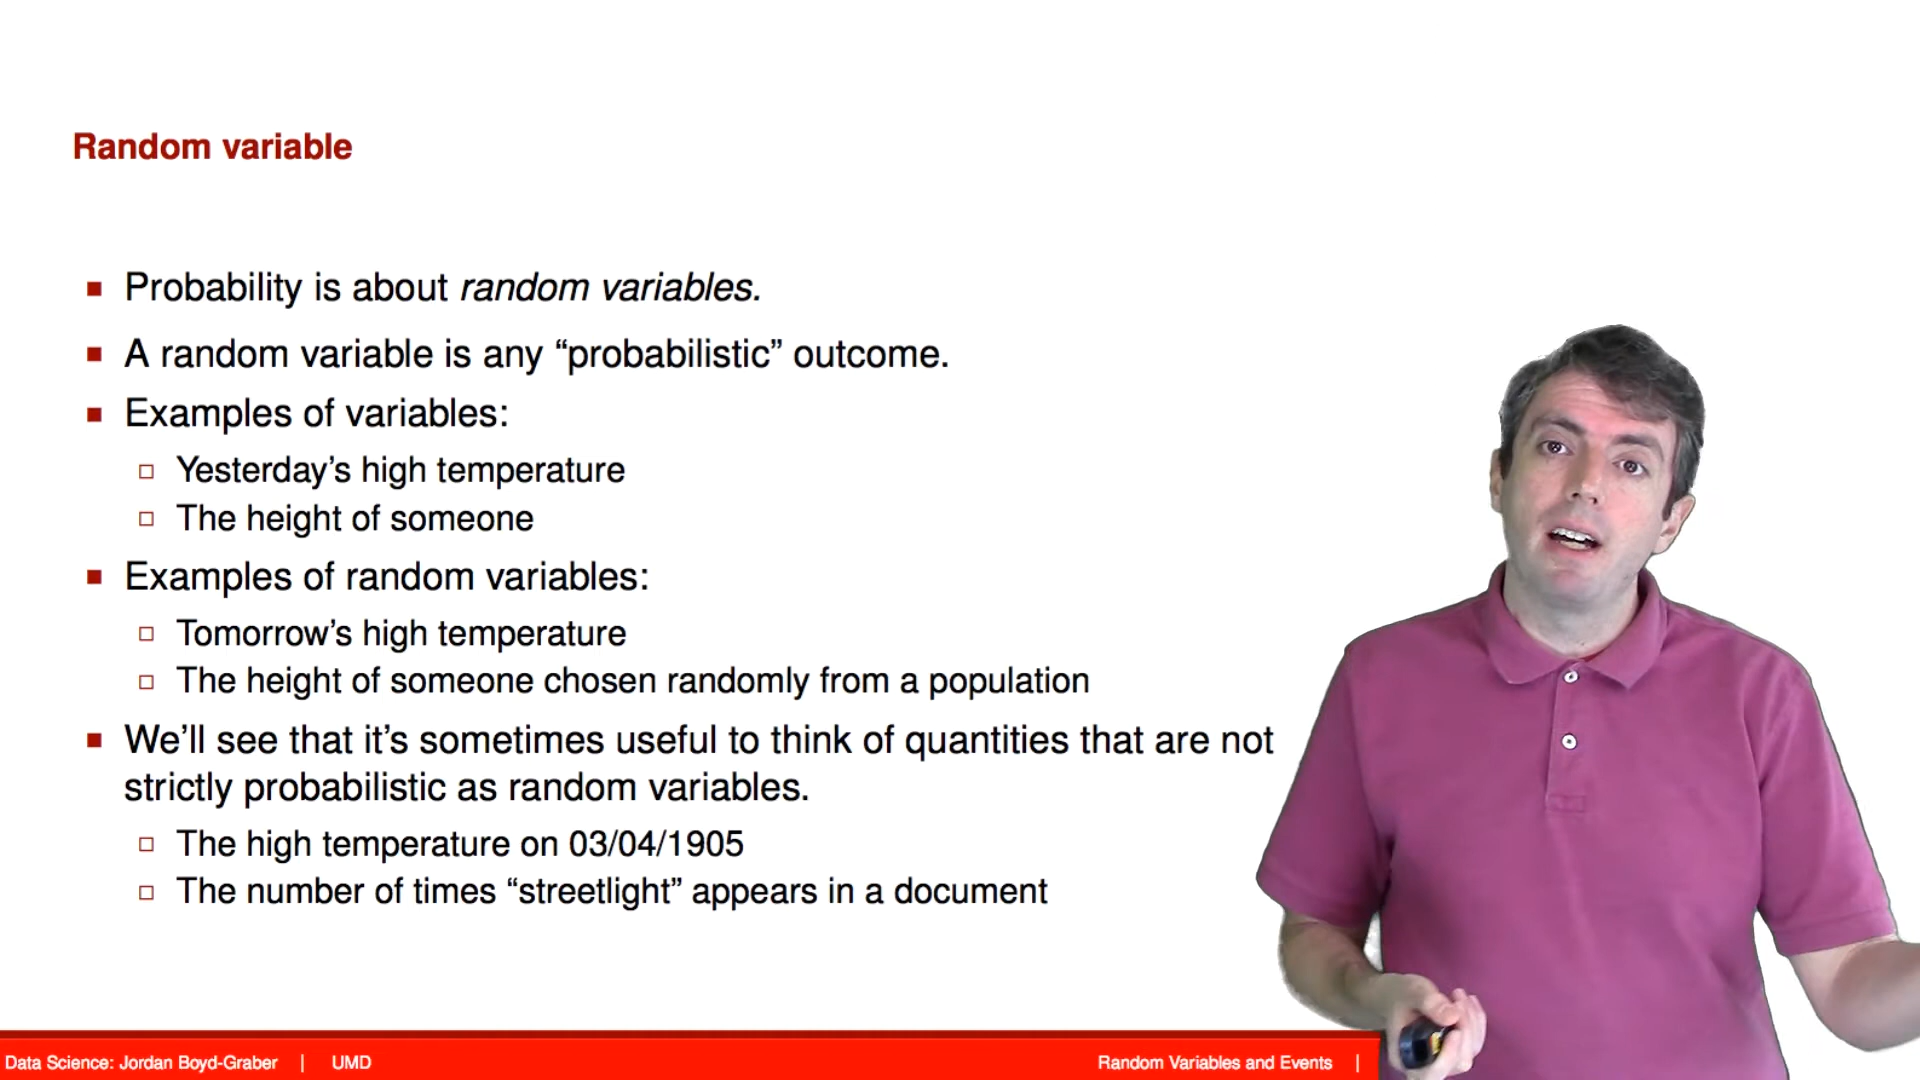 Random variable
Probability is about random variables.
A random variable is any “probabilistic” outcome.
Examples of variables:
Yesterday’s high temperature
The height of someone
Examples of random variables:
Tomorrow’s high temperature
The height of someone chosen randomly from a population
We’ll see that it’s sometimes useful to think of quantities that are not
strictly probabilistic as random variables.
The high temperature on 03/04/1905
The number of times “streetlight” appears in a document
Data Science: Jordan Boyd-Graber | UMD
Random Variables and Events |